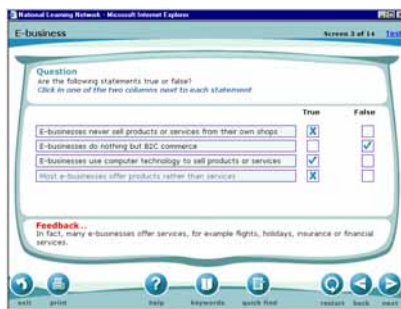 National Learning Network - Microsoft Internet Explorer
E-business
Screen 3 of 14 Test
Question
Are the following statements true or false?
Click in one of the two columns next to each statement
True False
E-businesses never sell products or services from their own shops
E-businesses do nothing but B2C commerce
E-businesses use computer technology to sell products or services
Most e-businesses offer products rather than services
Feedback..
In fact, many e-businesses offer services, for example flights, holidays, insurance or financial
services.
exit print help keywords quick find restart back next